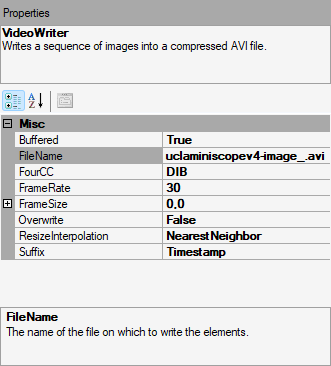 Properties
VideoWriter
Writes a sequence of images into a compressed AVI file.
Misc
Buffered True
FileName uclaminiscopev4-image_.avi
FourCC DIB
FrameRate 30
FrameSize 0,0
Overwrite False
ResizeInterpolation NearestNeighbor
Suffix Timestamp
FileName
The name of the file on which to write the elements.